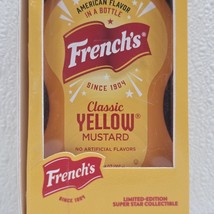 AMERICAN FLAVOR
IN A BOTTLE
French's®
SINCE 1904
Classic
YELLOW®
MUSTARD
NO ARTIFICIAL FLAVORS
French's®
SINCE 1904
LIMITED-EDITION
SUPER STAR COLLECTIBLE